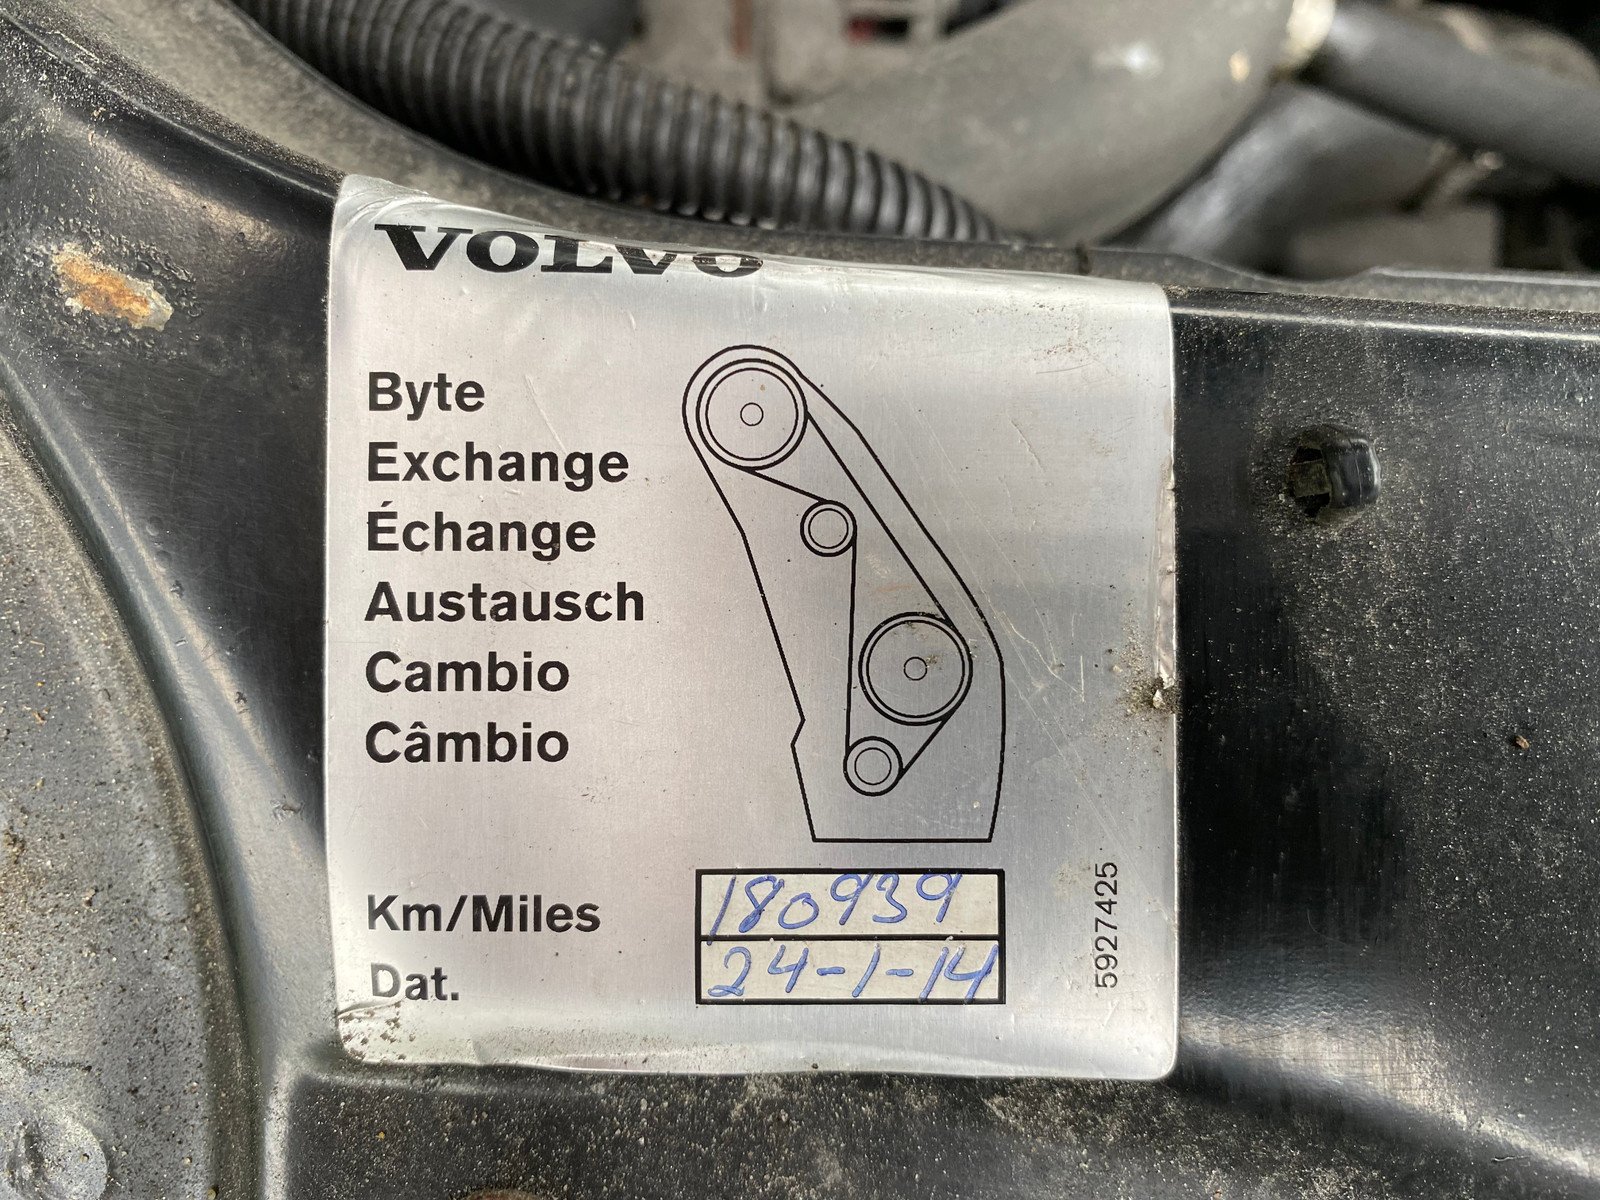 VOLVO
Byte
Exchange
Échange
Austausch
Cambio
Câmbio
Km/Miles 180939
Dat. 24-1-14
5927425